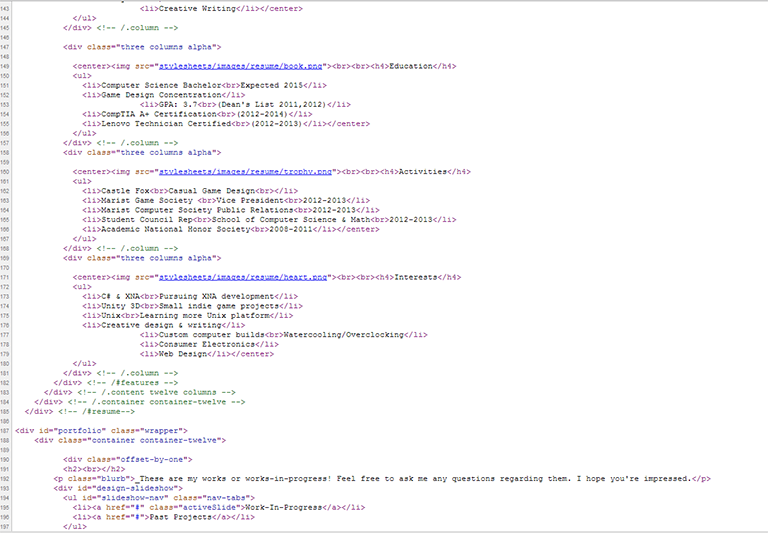 143 <li>Creative Writing</li></center>
144 </ul>
145 </div> <!-- /.column -->
146
147 <div class="three columns alpha">
148
149 <center><img src="stylesheets/images/resume/book.png"><br><br><h4>Education</h4>
150 <ul>
151 <li>Computer Science Bachelor<br>Expected 2015</li>
152 <li>Game Design Concentration</li>
153 <li>GPA: 3.7<br>(Dean's List 2011,2012)</li>
154 <li>CompTIA A+ Certification<br>(2012-2014)</li>
155 <li>Lenovo Technician Certified<br>(2012-2013)</li></center>
156 </ul>
157 </div> <!-- /.column -->
158 <div class="three columns alpha">
159
160 <center><img src="stylesheets/images/resume/trophy.png"><br><br><h4>Activities</h4>
161 <ul>
162 <li>Castle Fox<br>Casual Game Design<br></li>
163 <li>Marist Game Society <br>Vice President<br>2012-2013</li>
164 <li>Marist Computer Society Public Relations<br>2012-2013</li>
165 <li>Student Council Rep<br>School of Computer Science & Math<br>2012-2013</li>
166 <li>Academic National Honor Society<br>2008-2011</li></center>
167 </ul>
168 </div> <!-- /.column -->
169 <div class="three columns alpha">
170
171 <center><img src="stylesheets/images/resume/heart.png"><br><br><h4>Interests</h4>
172 <ul>
173 <li>C# & XNA<br>Pursuing XNA development</li>
174 <li>Unity 3D<br>Small indie game projects</li>
175 <li>Unix<br>Learning more Unix platform</li>
176 <li>Creative design & writing</li>
177 <li>Custom computer builds<br>Watercooling/Overclocking</li>
178 <li>Consumer Electronics</li>
179 <li>Web Design</li></center>
180 </ul>
181 </div> <!-- /.column -->
182 </div> <!-- /#features -->
183 </div> <!-- /.content twelve columns -->
184 </div> <!-- /.container container-twelve -->
185 </div> <!-- /#resume-->
186
187 <div id="portfolio" class="wrapper">
188 <div class="container container-twelve">
189
190 <div class="offset-by-one">
191 <h2><br></h2>
192 <p class="blurb">_These are my works or works-in-progress! Feel free to ask me any questions regarding them. I hope you're impressed.</p>
193 <div id="design-slideshow">
194 <ul id="slideshow-nav" class="nav-tabs">
195 <li><a href="#" class="activeSlide">Work-In-Progress</a></li>
196 <li><a href="#">Past Projects</a></li>
197 </ul>